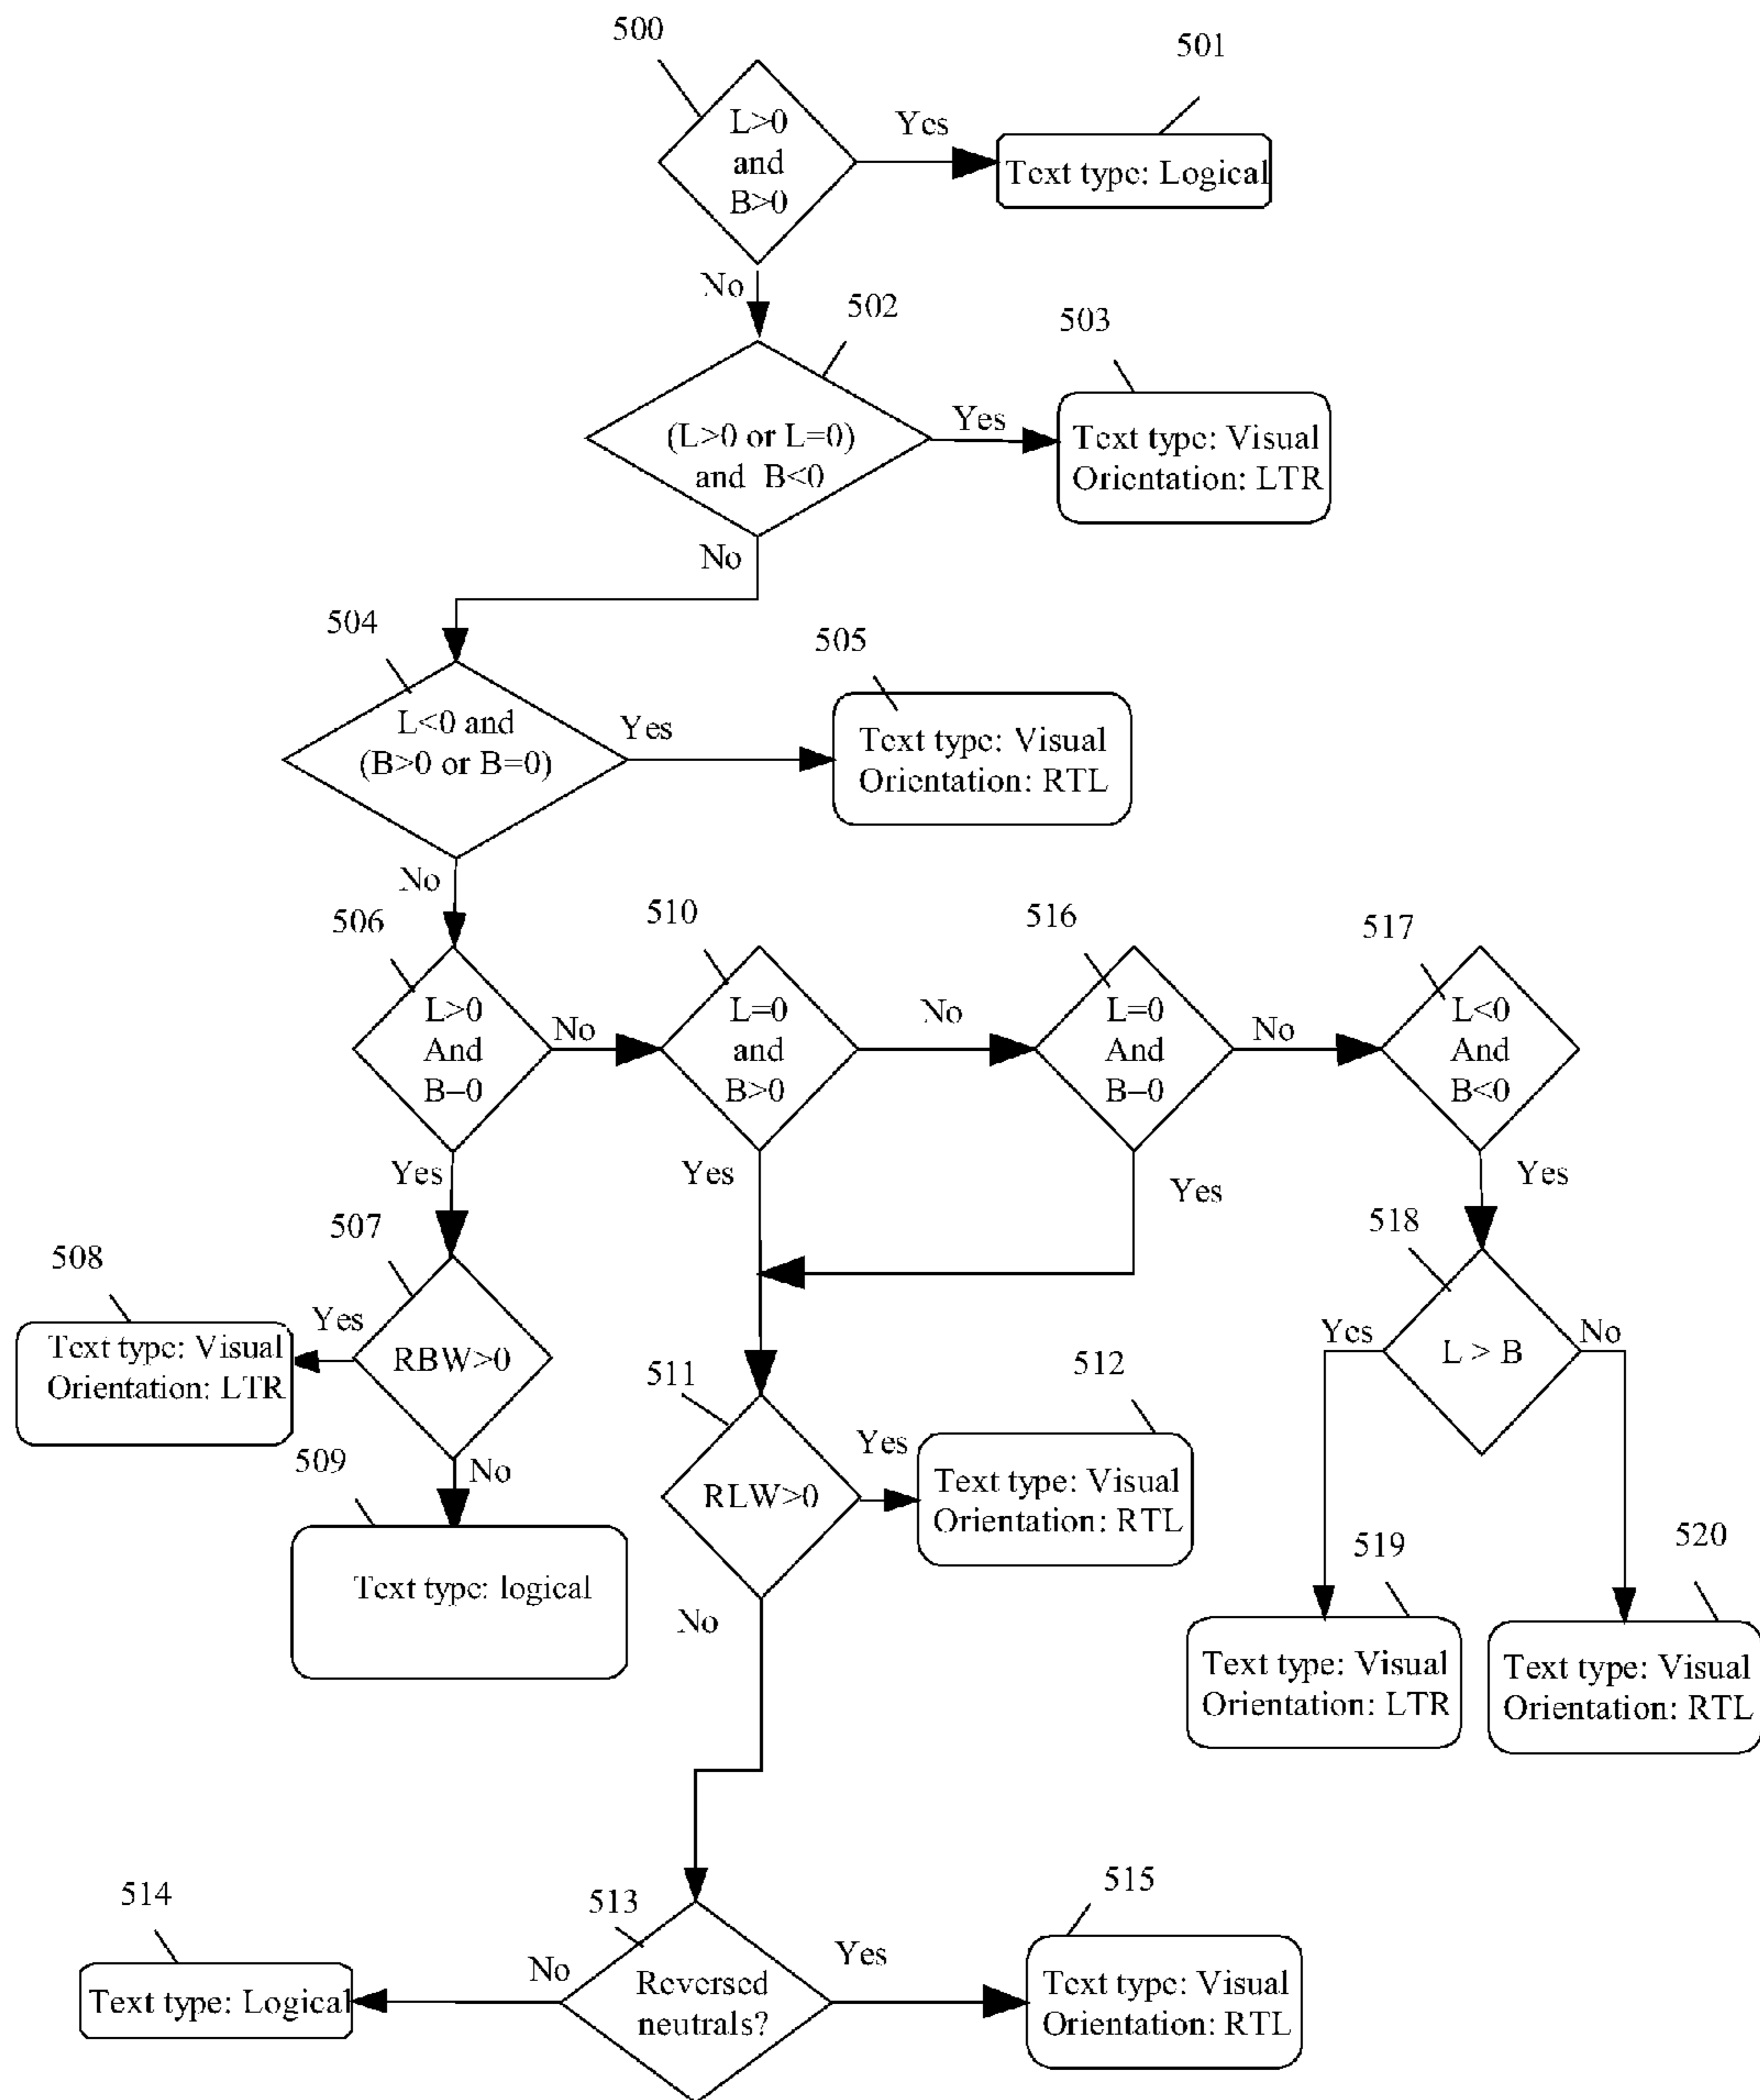 500
501
L>0
and
B>0
Yes
Text type: Logical
No
502
503
(L>0 or L=0)
and B<0
Yes
Text type: Visual
Orientation: LTR
No
504
505
L<0 and
(B>0 or B=0)
Yes
Text type: Visual
Orientation: RTL
No
506
510
516
517
L>0
And
B=0
No
L=0
and
B>0
No
L=0
And
B=0
No
L<0
And
B<0
Yes
Yes
Yes
Yes
507
518
508
Yes
RBW>0
Text type: Visual
Orientation: LTR
Yes
L > B
No
511
512
509
No
RLW>0
Yes
Text type: Visual
Orientation: RTL
Text type: logical
519
520
No
Text type: Visual
Orientation: LTR
Text type: Visual
Orientation: RTL
514
513
515
No
Yes
Reversed
neutrals?
Text type: Logical
Text type: Visual
Orientation: RTL